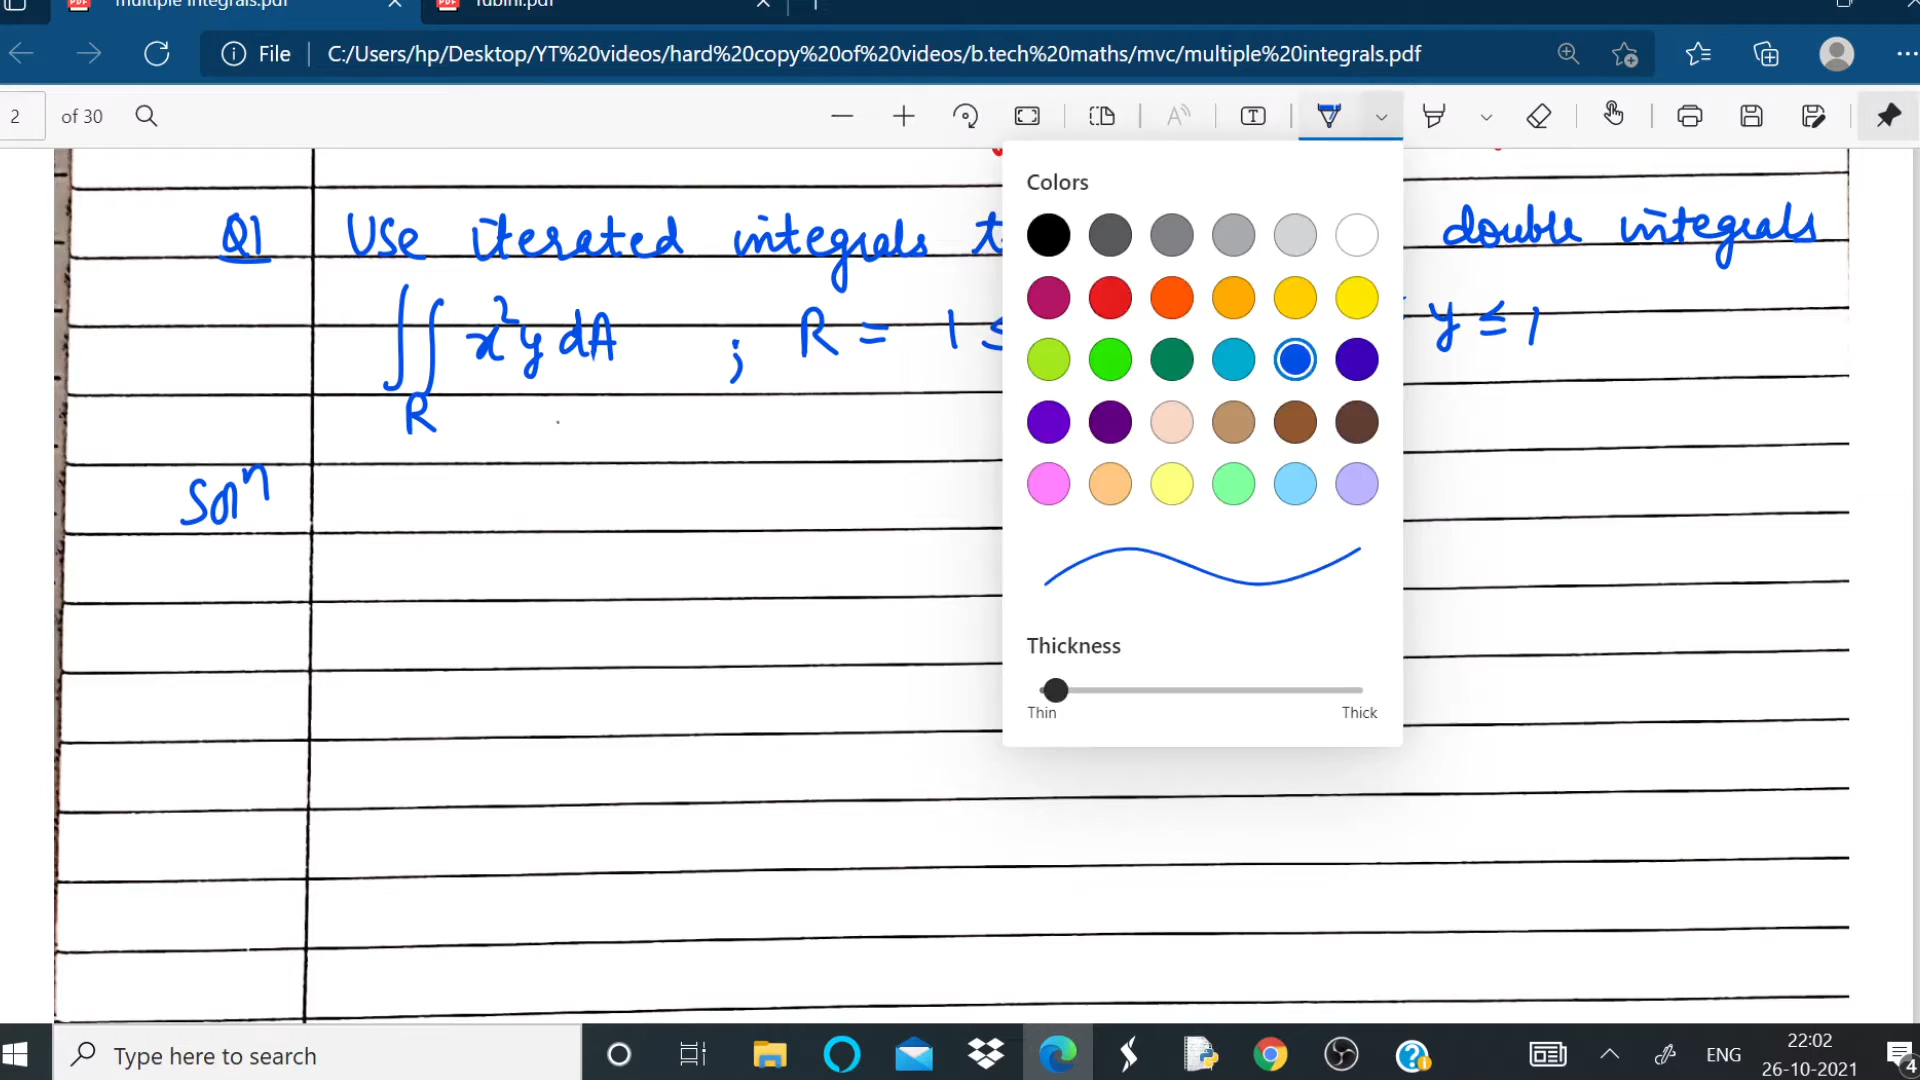 multiple integrals.pdf
fubini.pdf
File C:/Users/hp/Desktop/YT%20videos/hard%20copy%20of%20videos/b.tech%20maths/mvc/multiple%20integrals.pdf
2 of 30
Colors
Q1 Use iterated integrals double integrals
∬ x²y dA ; R = 1 ≤ y ≤ 1
R
Solⁿ
Thickness
Thin Thick
Type here to search
ENG
22:02
26-10-2021
4